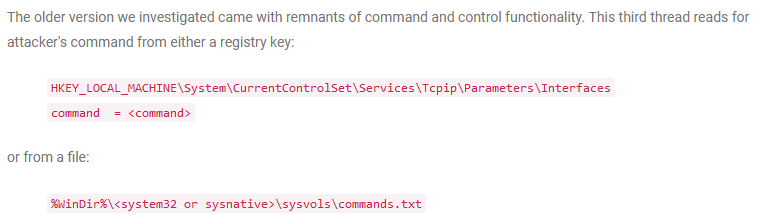 The older version we investigated came with remnants of command and control functionality. This third thread reads for
attacker's command from either a registry key:
HKEY_LOCAL_MACHINE\System\CurrentControlSet\Services\Tcpip\Parameters\Interfaces
command  = <command>
or from a file:
%WinDir%\<system32 or sysnative>\sysvols\commands.txt